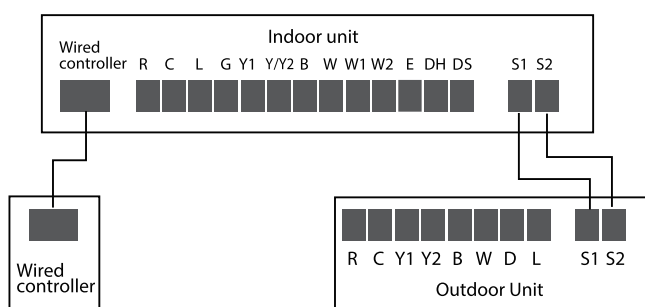 Indoor unit
Wired
controller
R C L G Y1 Y/Y2 B W W1 W2 E DH DS S1 S2
Wired
controller
R C Y1 Y2 B W D L S1 S2
Outdoor Unit